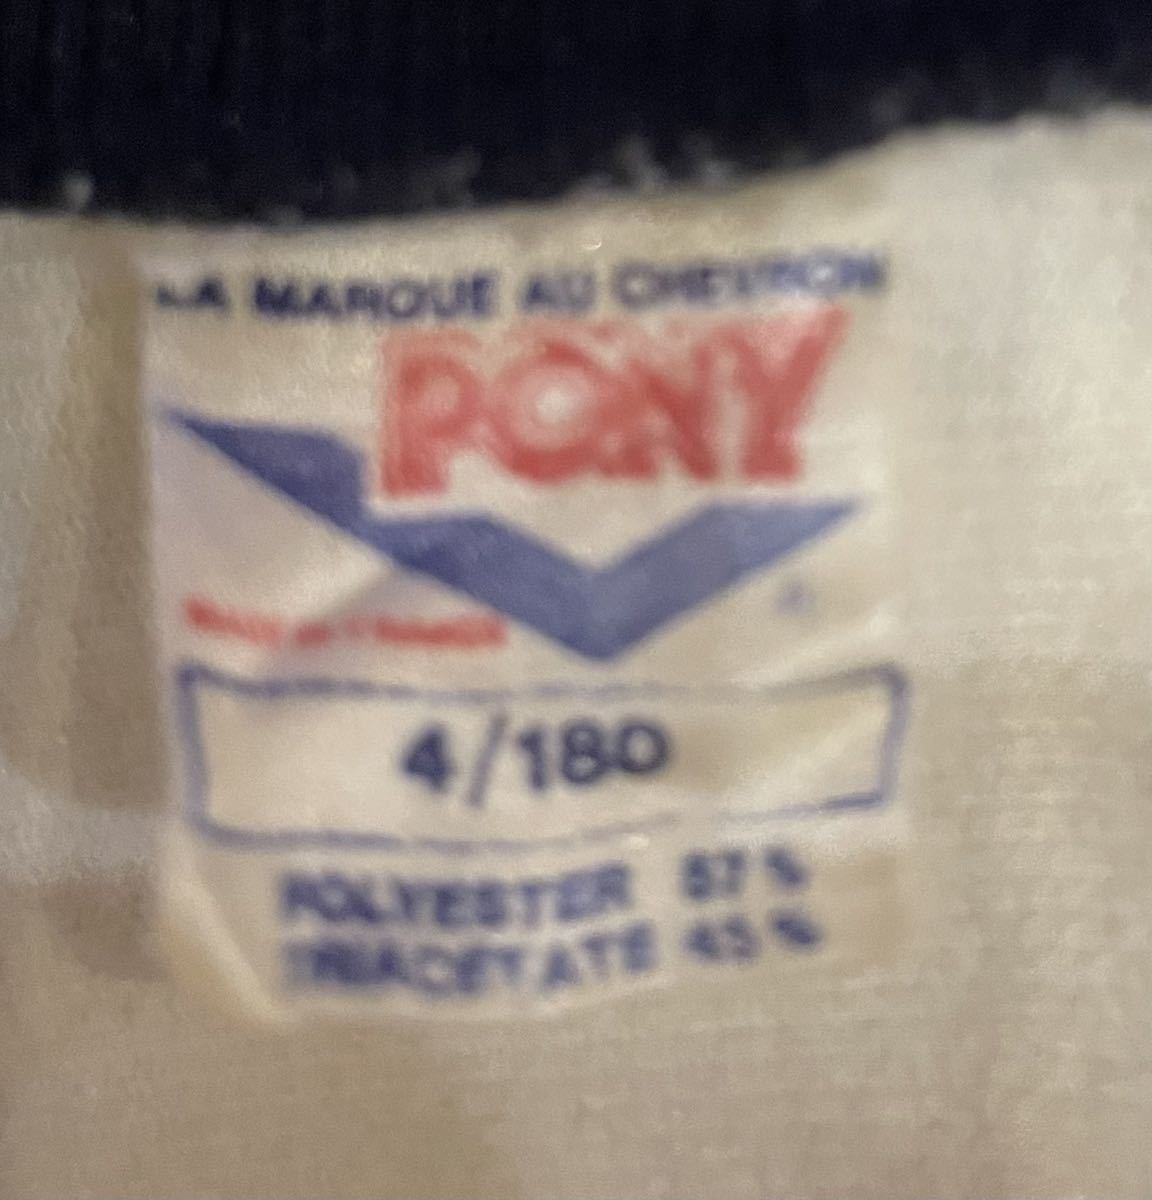 LA MARQUE AU CHEVRON
PONY
4/180
POLYESTER 57 %
TRIACETATE 43 %